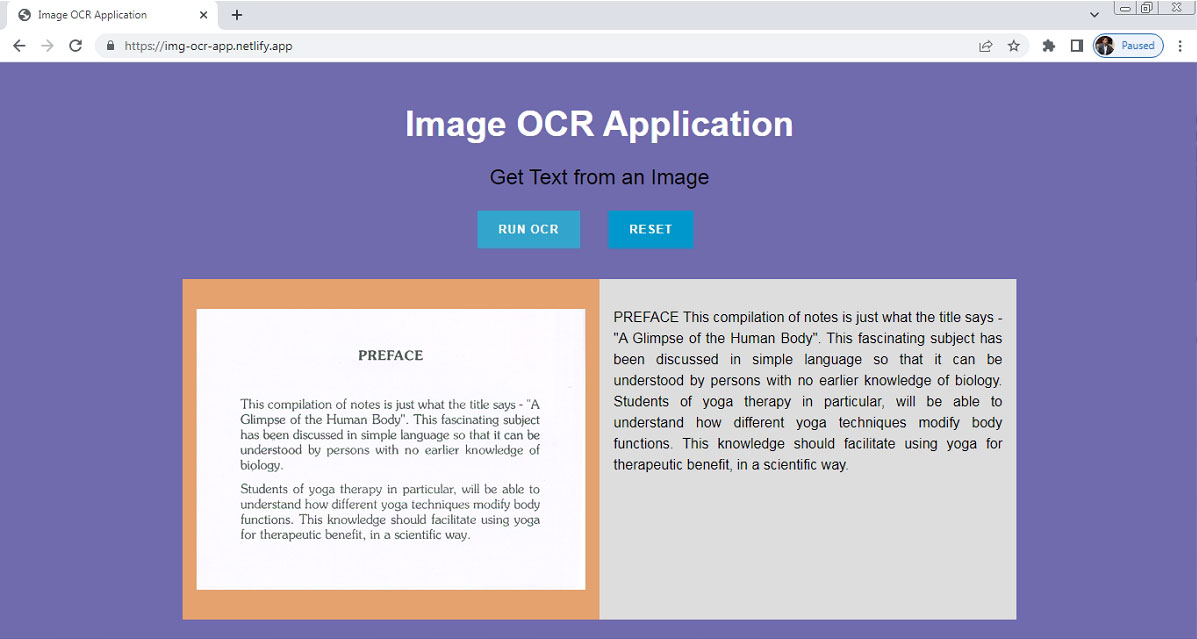 Image OCR Application
https://img-ocr-app.netlify.app
Paused
Image OCR Application
Get Text from an Image
RUN OCR
RESET
PREFACE
This compilation of notes is just what the title says - "A
Glimpse of the Human Body". This fascinating subject
has been discussed in simple language so that it can be
understood by persons with no earlier knowledge of
biology.
Students of yoga therapy in particular, will be able to
understand how different yoga techniques modify body
functions. This knowledge should facilitate using yoga
for therapeutic benefit, in a scientific way.
PREFACE This compilation of notes is just what the title says -
"A Glimpse of the Human Body". This fascinating subject has
been discussed in simple language so that it can be
understood by persons with no earlier knowledge of biology.
Students of yoga therapy in particular, will be able to
understand how different yoga techniques modify body
functions. This knowledge should facilitate using yoga for
therapeutic benefit, in a scientific way.